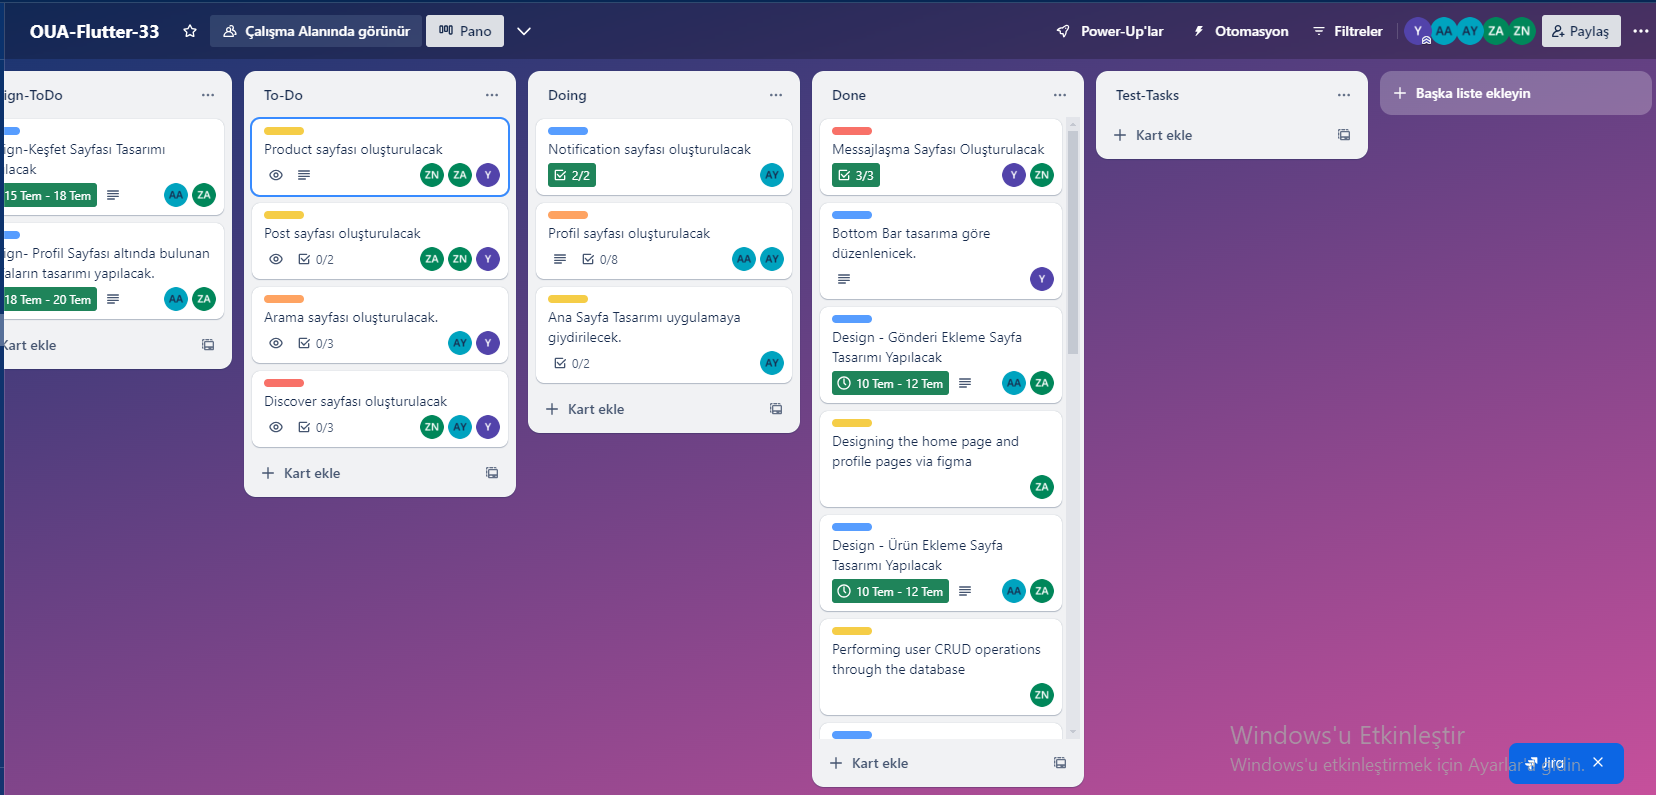 OUA-Flutter-33
Çalışma Alanında görünür
Pano
Power-Up'lar
Otomasyon
Filtreler
Y
AA
AY
ZA
ZN
Paylaş
ign-ToDo
ign-Keşfet Sayfası Tasarımı
ılacak
15 Tem - 18 Tem
AA
ZA
ign- Profil Sayfası altında bulunan
faların tasarımı yapılacak.
18 Tem - 20 Tem
AA
ZA
Kart ekle
To-Do
Product sayfası oluşturulacak
ZN
ZA
Y
Post sayfası oluşturulacak
0/2
ZA
ZN
Y
Arama sayfası oluşturulacak.
0/3
AY
Y
Discover sayfası oluşturulacak
0/3
ZN
AY
Y
Kart ekle
Doing
Notification sayfası oluşturulacak
2/2
AY
Profil sayfası oluşturulacak
0/8
AA
AY
Ana Sayfa Tasarımı uygulamaya
giydirilecek.
0/2
AY
Kart ekle
Done
Messajlaşma Sayfası Oluşturulacak
3/3
Y
ZN
Bottom Bar tasarıma göre
düzenlenicek.
Y
Design - Gönderi Ekleme Sayfa
Tasarımı Yapılacak
10 Tem - 12 Tem
AA
ZA
Designing the home page and
profile pages via figma
ZA
Design - Ürün Ekleme Sayfa
Tasarımı Yapılacak
10 Tem - 12 Tem
AA
ZA
Performing user CRUD operations
through the database
ZN
Kart ekle
Test-Tasks
Kart ekle
Başka liste ekleyin
Windows'u Etkinleştir
Windows'u etkinleştirmek için Ayarlar'a gidin.
Jira